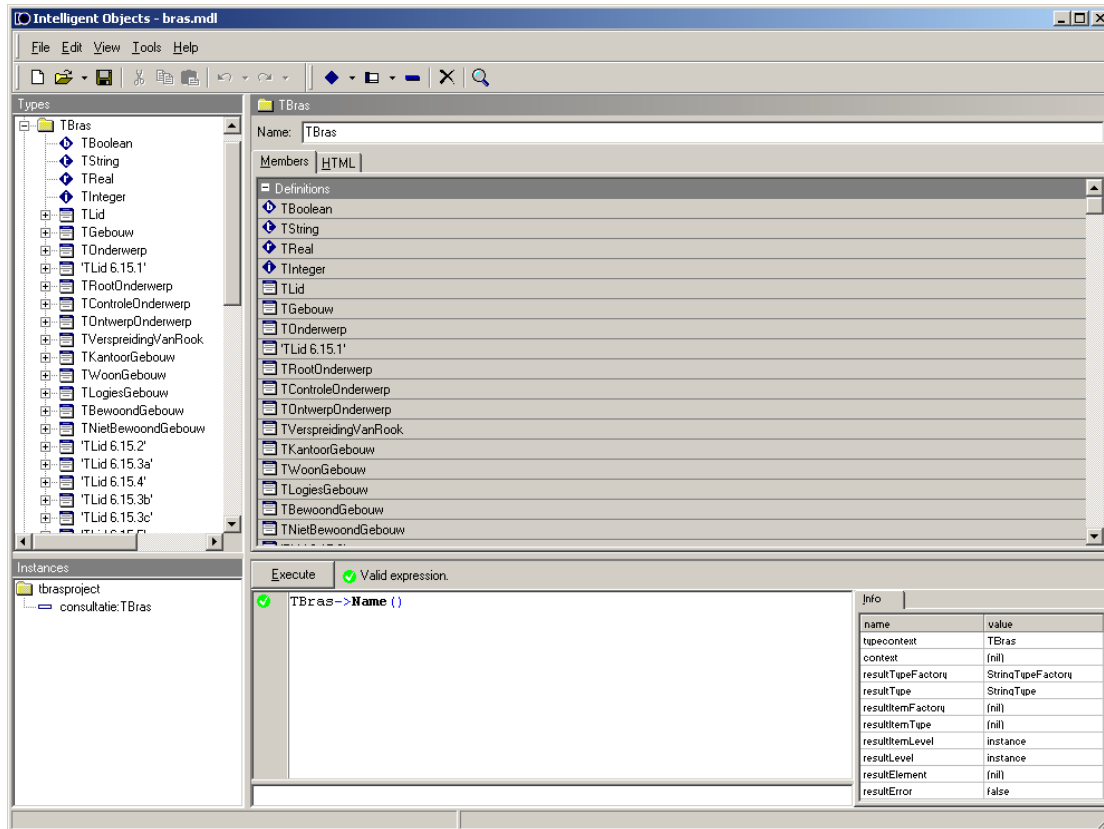 Intelligent Objects - bras.mdl
File Edit View Tools Help
Types
TBras
TBoolean
TString
TReal
TInteger
TLid
TGebouw
TOnderwerp
'TLid 6.15.1'
TRootOnderwerp
TControleOnderwerp
TOntwerpOnderwerp
TVerspreidingVanRook
TKantoorGebouw
TWoonGebouw
TLogiesGebouw
TBewoondGebouw
TNietBewoondGebouw
'TLid 6.15.2'
'TLid 6.15.3a'
'TLid 6.15.4'
'TLid 6.15.3b'
'TLid 6.15.3c'
TBras
Name: TBras
Members HTML
Definitions
TBoolean
TString
TReal
TInteger
TLid
TGebouw
TOnderwerp
'TLid 6.15.1'
TRootOnderwerp
TControleOnderwerp
TOntwerpOnderwerp
TVerspreidingVanRook
TKantoorGebouw
TWoonGebouw
TLogiesGebouw
TBewoondGebouw
TNietBewoondGebouw
Instances
tbrasproject
consultatie:TBras
Execute Valid expression.
TBras->Name()
Info
name value
typecontext TBras
context (nil)
resultTypeFactory StringTypeFactory
resultType StringType
resultItemFactory (nil)
resultItemType (nil)
resultItemLevel instance
resultLevel instance
resultElement (nil)
resultError false